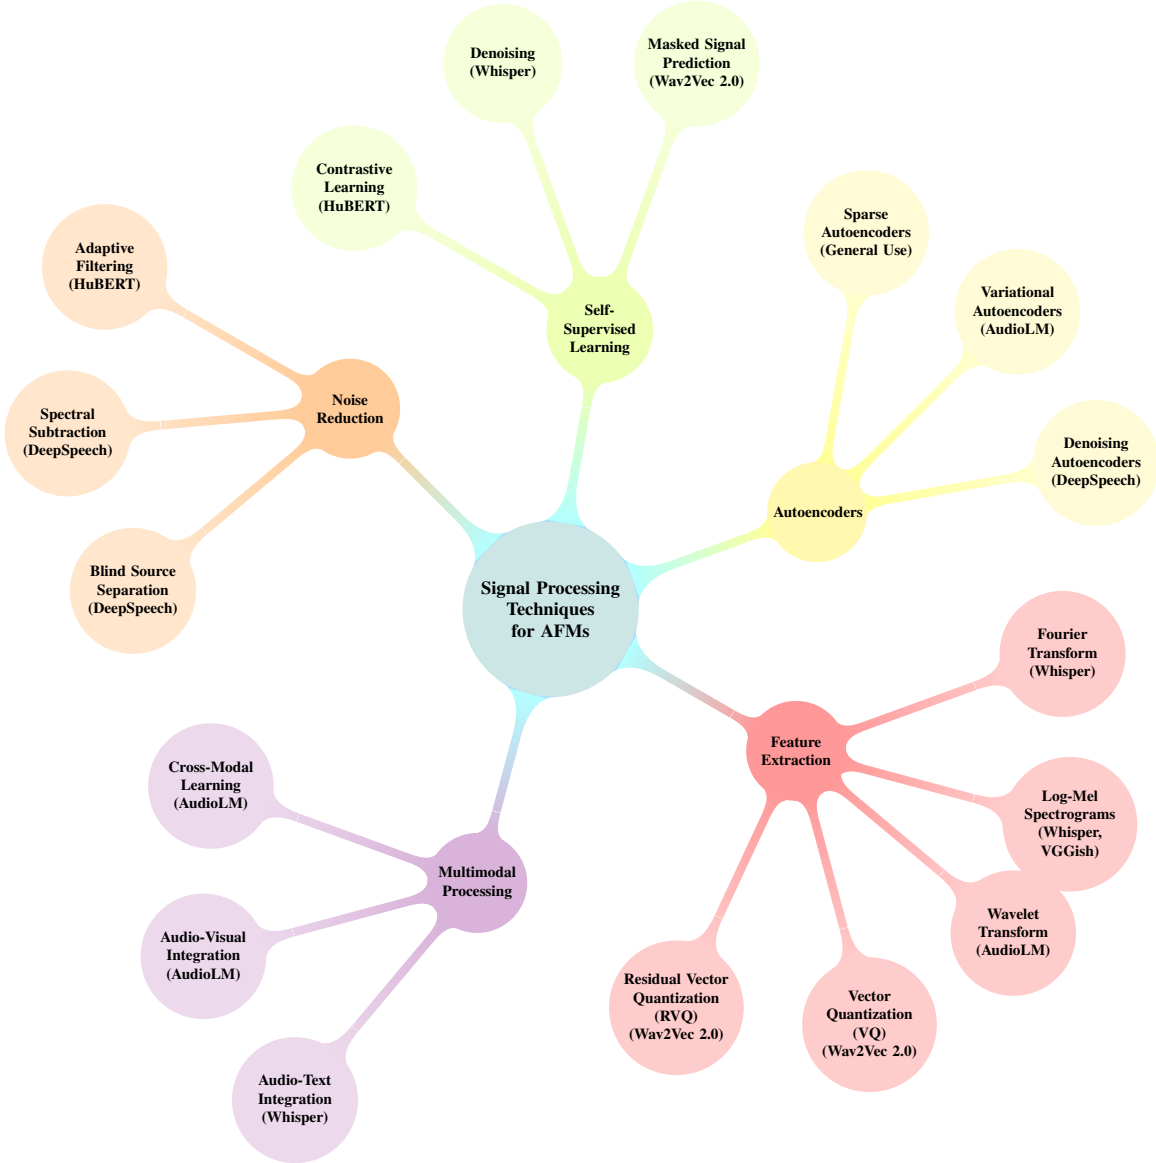 Denoising
(Whisper)
Masked Signal
Prediction
(Wav2Vec 2.0)
Contrastive
Learning
(HuBERT)
Self-
Supervised
Learning
Sparse
Autoencoders
(General Use)
Variational
Autoencoders
(AudioLM)
Denoising
Autoencoders
(DeepSpeech)
Autoencoders
Adaptive
Filtering
(HuBERT)
Spectral
Subtraction
(DeepSpeech)
Blind Source
Separation
(DeepSpeech)
Noise
Reduction
Signal Processing
Techniques
for AFMs
Fourier
Transform
(Whisper)
Log-Mel
Spectrograms
(Whisper,
VGGish)
Wavelet
Transform
(AudioLM)
Vector
Quantization
(VQ)
(Wav2Vec 2.0)
Residual Vector
Quantization
(RVQ)
(Wav2Vec 2.0)
Feature
Extraction
Cross-Modal
Learning
(AudioLM)
Audio-Visual
Integration
(AudioLM)
Audio-Text
Integration
(Whisper)
Multimodal
Processing